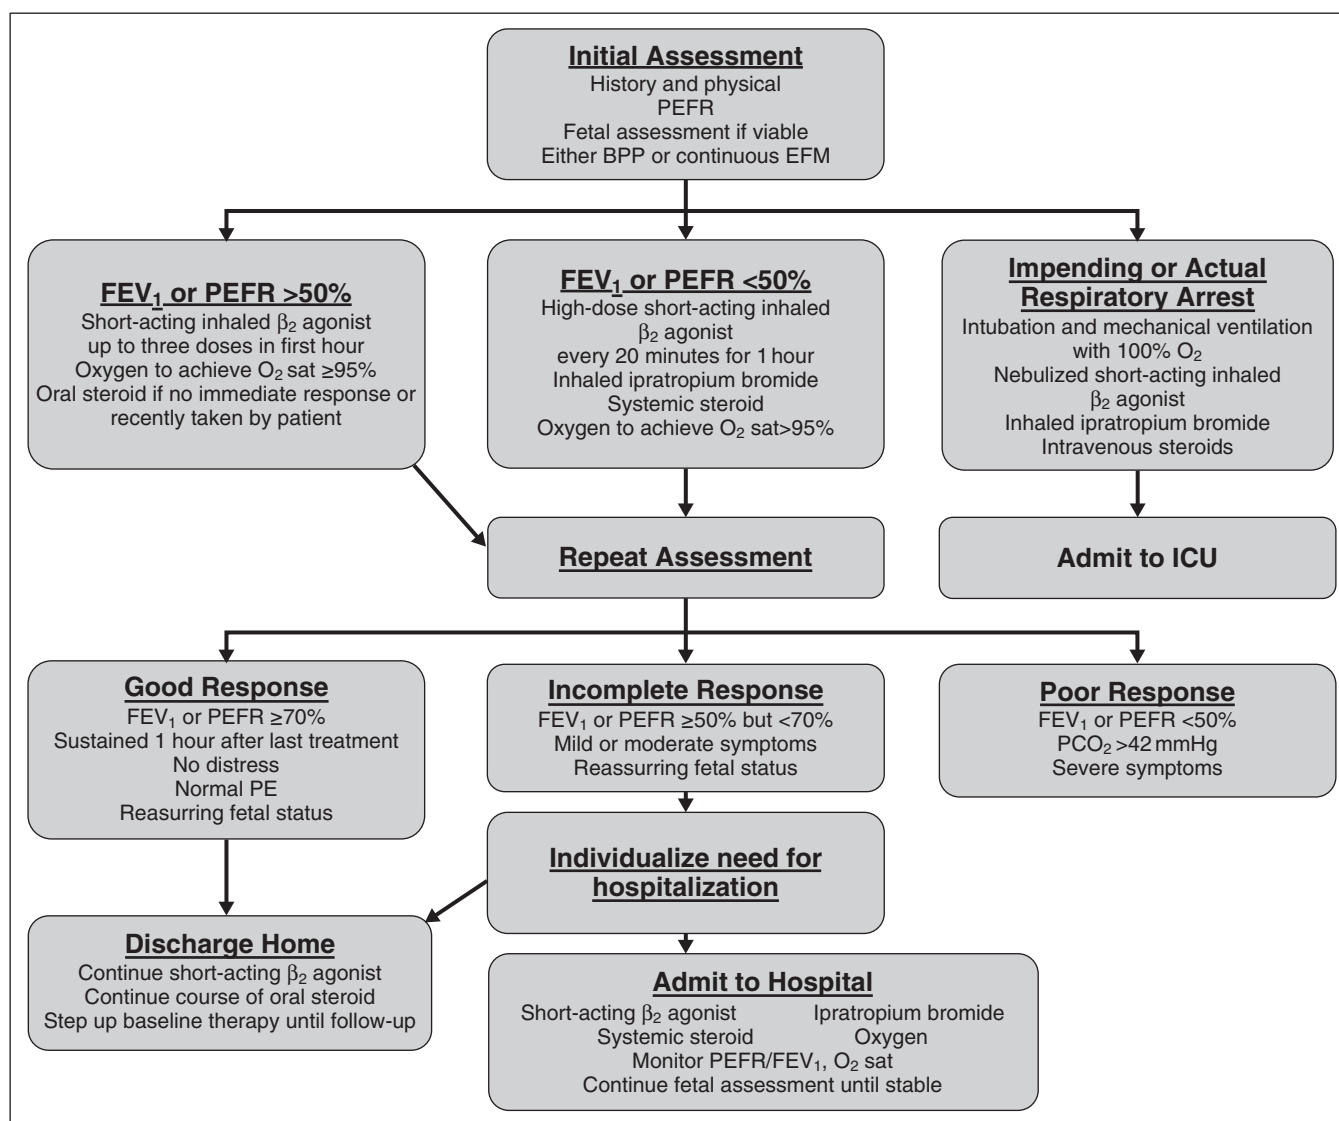 Initial Assessment
History and physical
PEFR
Fetal assessment if viable
Either BPP or continuous EFM
FEV₁ or PEFR >50%
Short-acting inhaled β₂ agonist
up to three doses in first hour
Oxygen to achieve O₂ sat ≥95%
Oral steroid if no immediate response or
recently taken by patient
FEV₁ or PEFR <50%
High-dose short-acting inhaled
β₂ agonist
every 20 minutes for 1 hour
Inhaled ipratropium bromide
Systemic steroid
Oxygen to achieve O₂ sat>95%
Impending or Actual
Respiratory Arrest
Intubation and mechanical ventilation
with 100% O₂
Nebulized short-acting inhaled
β₂ agonist
Inhaled ipratropium bromide
Intravenous steroids
Repeat Assessment
Admit to ICU
Good Response
FEV₁ or PEFR ≥70%
Sustained 1 hour after last treatment
No distress
Normal PE
Reasurring fetal status
Incomplete Response
FEV₁ or PEFR ≥50% but <70%
Mild or moderate symptoms
Reassurring fetal status
Poor Response
FEV₁ or PEFR <50%
PCO₂ >42 mmHg
Severe symptoms
Individualize need for
hospitalization
Discharge Home
Continue short-acting β₂ agonist
Continue course of oral steroid
Step up baseline therapy until follow-up
Admit to Hospital
Short-acting β₂ agonist Ipratropium bromide
Systemic steroid Oxygen
Monitor PEFR/FEV₁, O₂ sat
Continue fetal assessment until stable